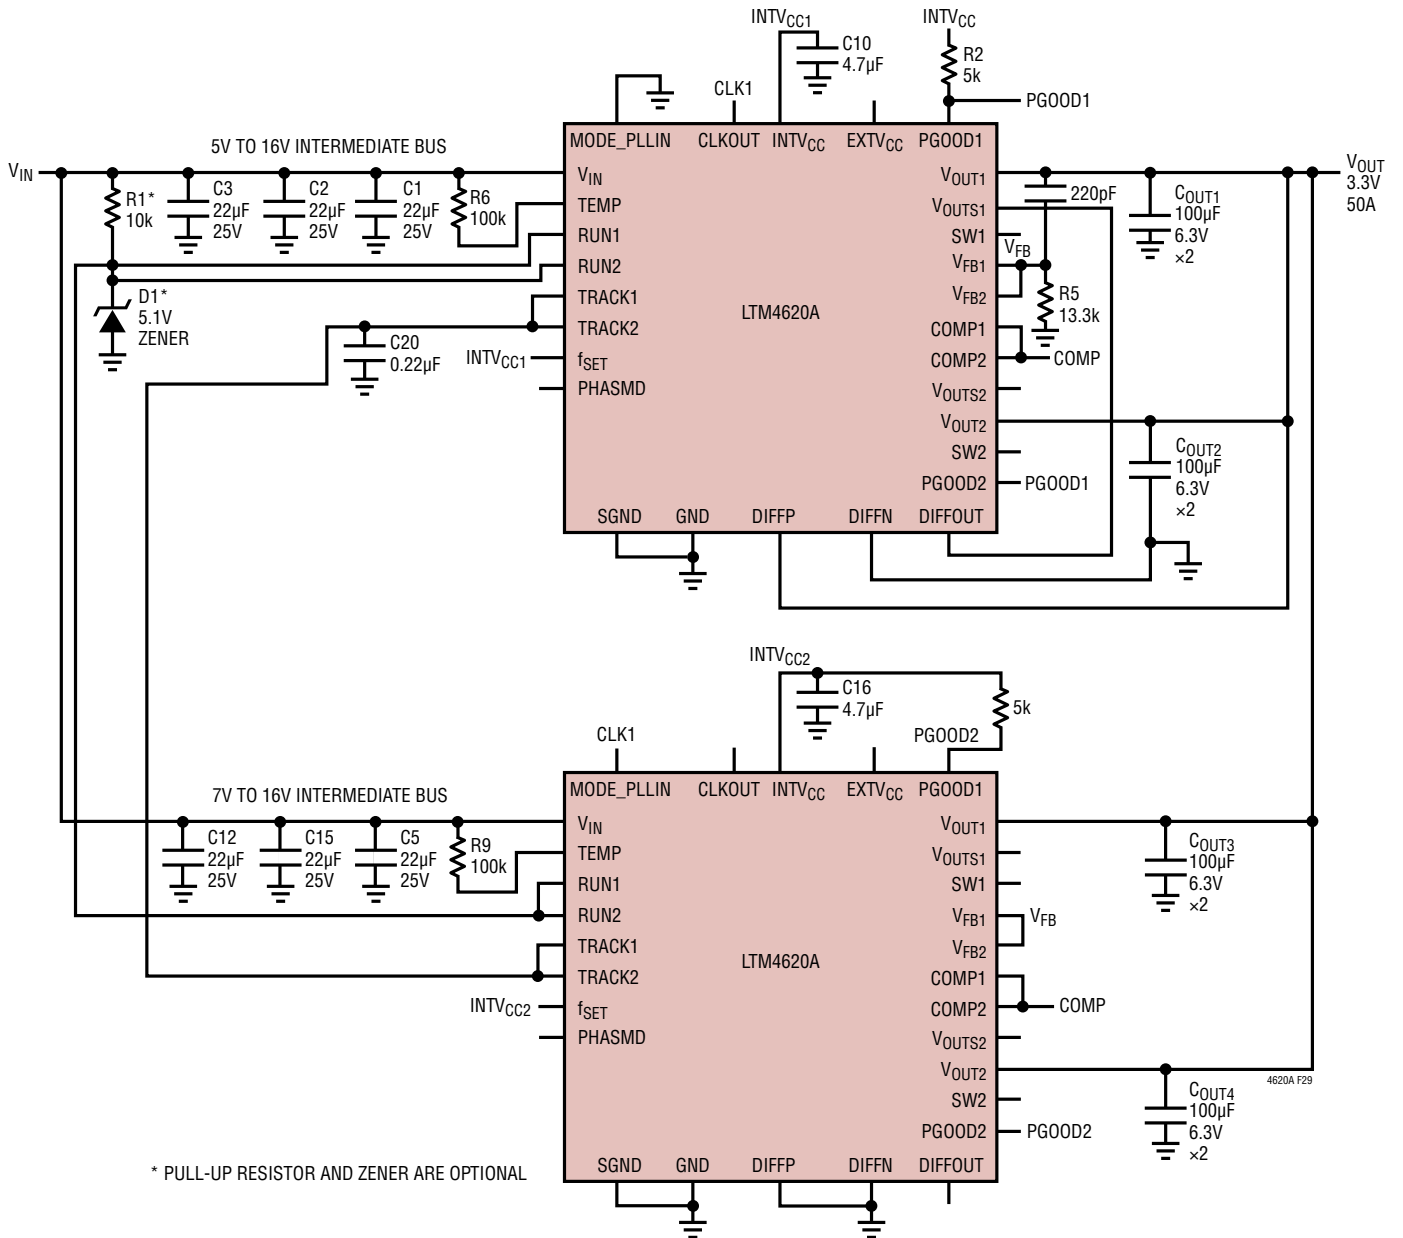 INTVCC1
INTVCC
C10
4.7µF
R2
5k
CLK1
PGOOD1
MODE_PLLIN
CLKOUT
INTVCC
EXTVCC
PGOOD1
5V TO 16V INTERMEDIATE BUS
VIN
R1*
10k
C3
22µF
25V
C2
22µF
25V
C1
22µF
25V
R6
100k
VIN
TEMP
RUN1
RUN2
TRACK1
TRACK2
fSET
PHASMD
D1*
5.1V
ZENER
C20
0.22µF
INTVCC1
LTM4620A
VOUT1
VOUTS1
SW1
VFB1
VFB2
COMP1
COMP2
VOUTS2
VOUT2
SW2
PGOOD2
220pF
VFB
R5
13.3k
COMP
PGOOD1
COUT1
100µF
6.3V
×2
VOUT
3.3V
50A
COUT2
100µF
6.3V
×2
SGND
GND
DIFFP
DIFFN
DIFFOUT
INTVCC2
C16
4.7µF
5k
CLK1
PGOOD2
MODE_PLLIN
CLKOUT
INTVCC
EXTVCC
PGOOD1
7V TO 16V INTERMEDIATE BUS
C12
22µF
25V
C15
22µF
25V
C5
22µF
25V
R9
100k
VIN
TEMP
RUN1
RUN2
TRACK1
TRACK2
fSET
PHASMD
INTVCC2
LTM4620A
VOUT1
VOUTS1
SW1
VFB1
VFB2
COMP1
COMP2
VOUTS2
VOUT2
SW2
PGOOD2
VFB
COMP
PGOOD2
COUT3
100µF
6.3V
×2
4620A F29
COUT4
100µF
6.3V
×2
SGND
GND
DIFFP
DIFFN
DIFFOUT
* PULL-UP RESISTOR AND ZENER ARE OPTIONAL